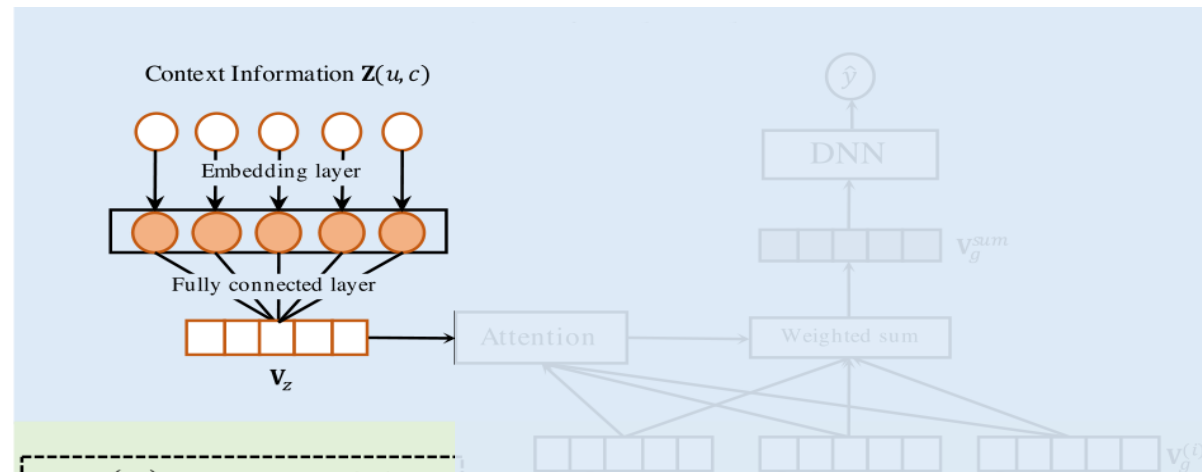 Context Information Z(u, c)
ŷ
Embedding layer
DNN
V_g^{sum}
Fully connected layer
Attention
Weighted sum
V_z